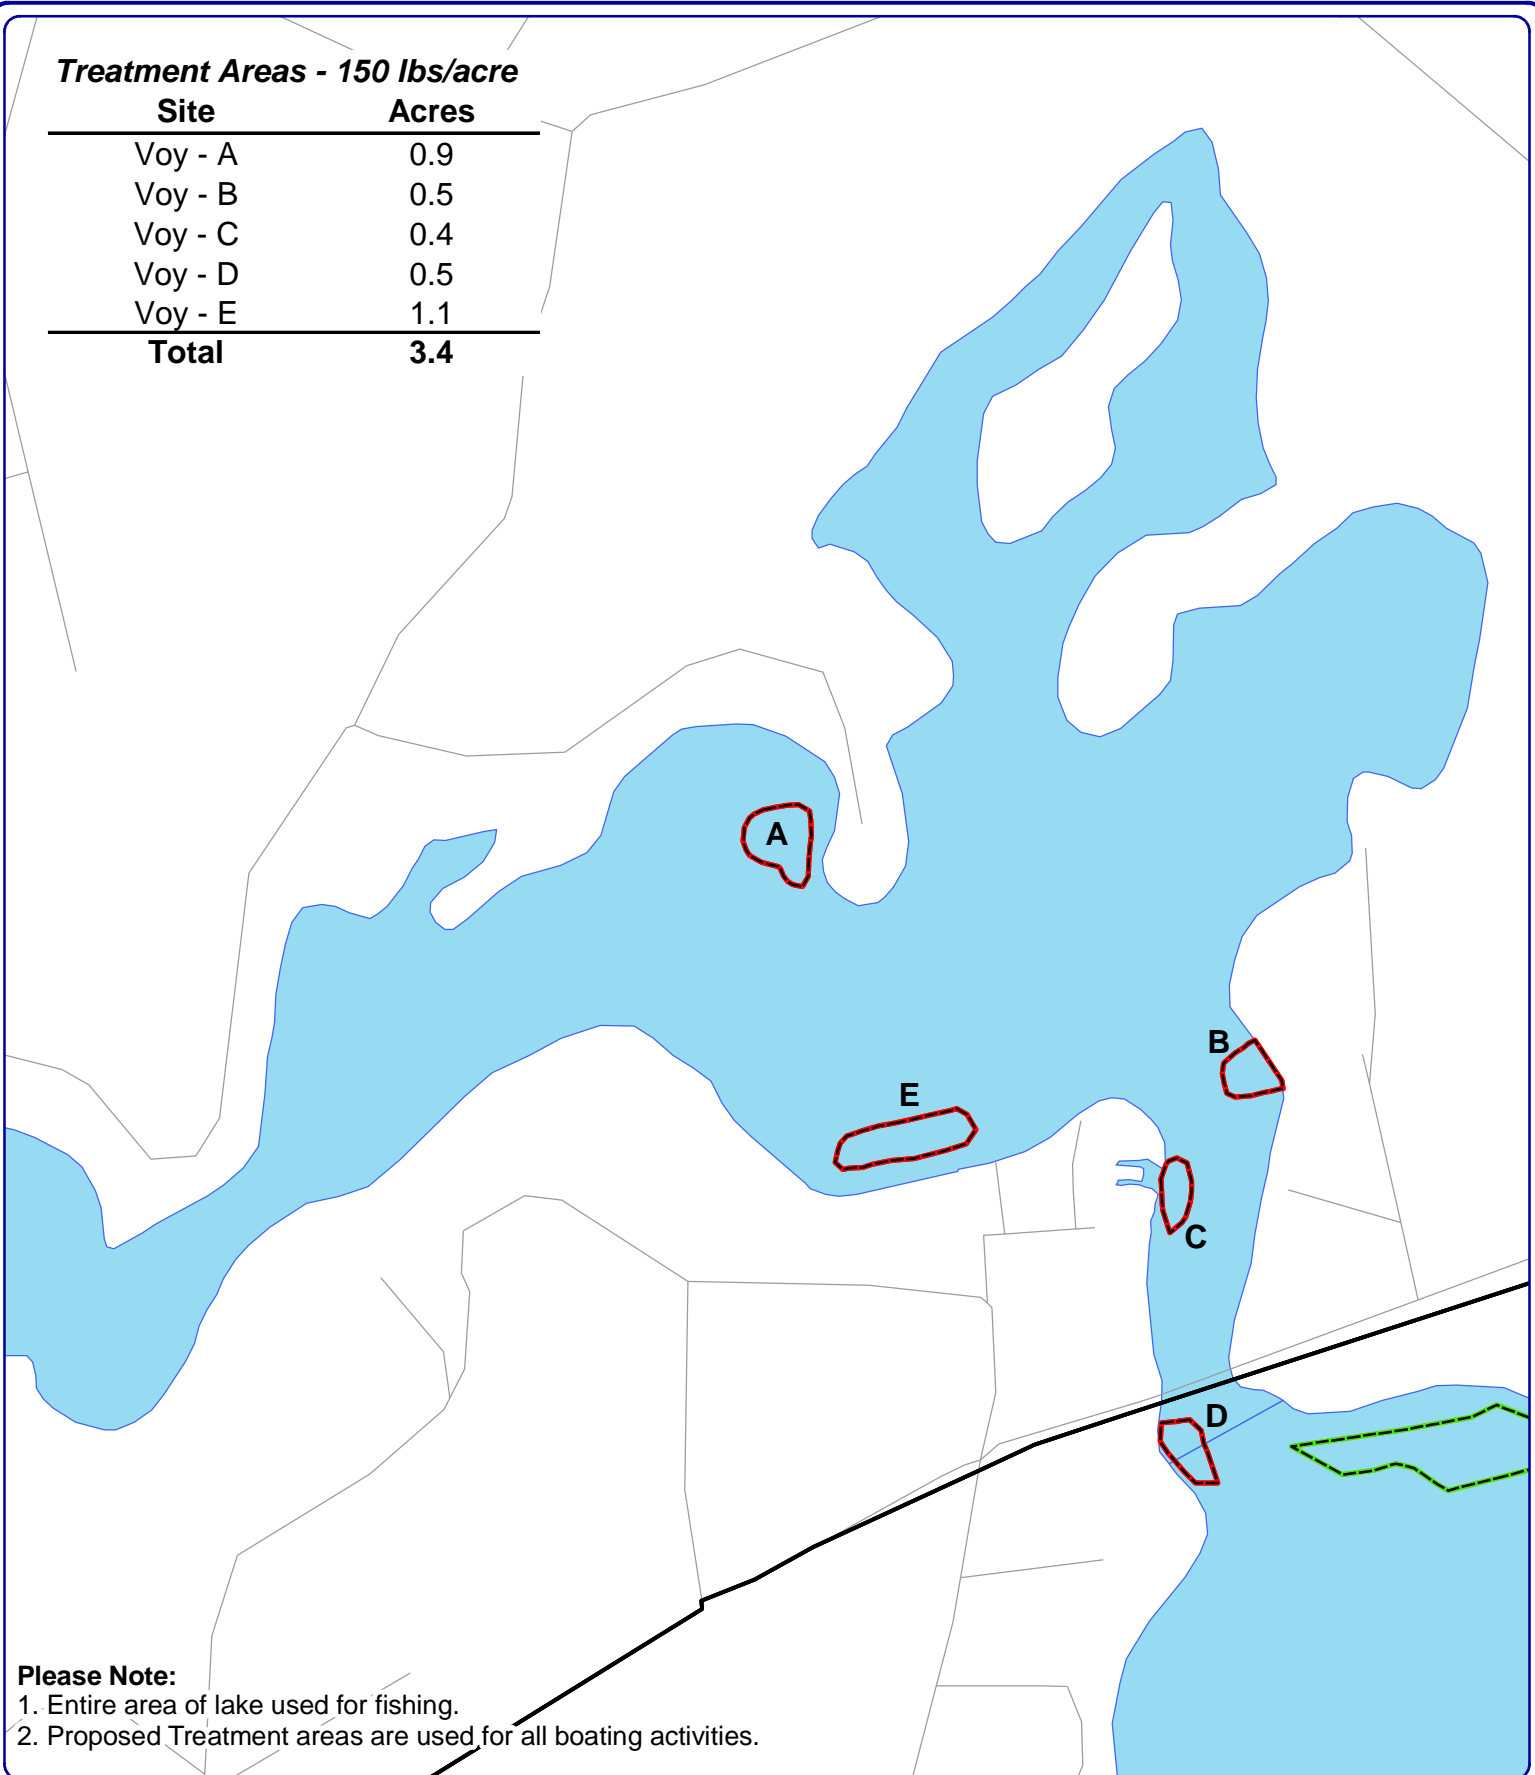 Treatment Areas - 150 lbs/acre
Site Acres
Voy - A 0.9
Voy - B 0.5
Voy - C 0.4
Voy - D 0.5
Voy - E 1.1
Total 3.4
A
B
E
C
D
Please Note:
1. Entire area of lake used for fishing.
2. Proposed Treatment areas are used for all boating activities.